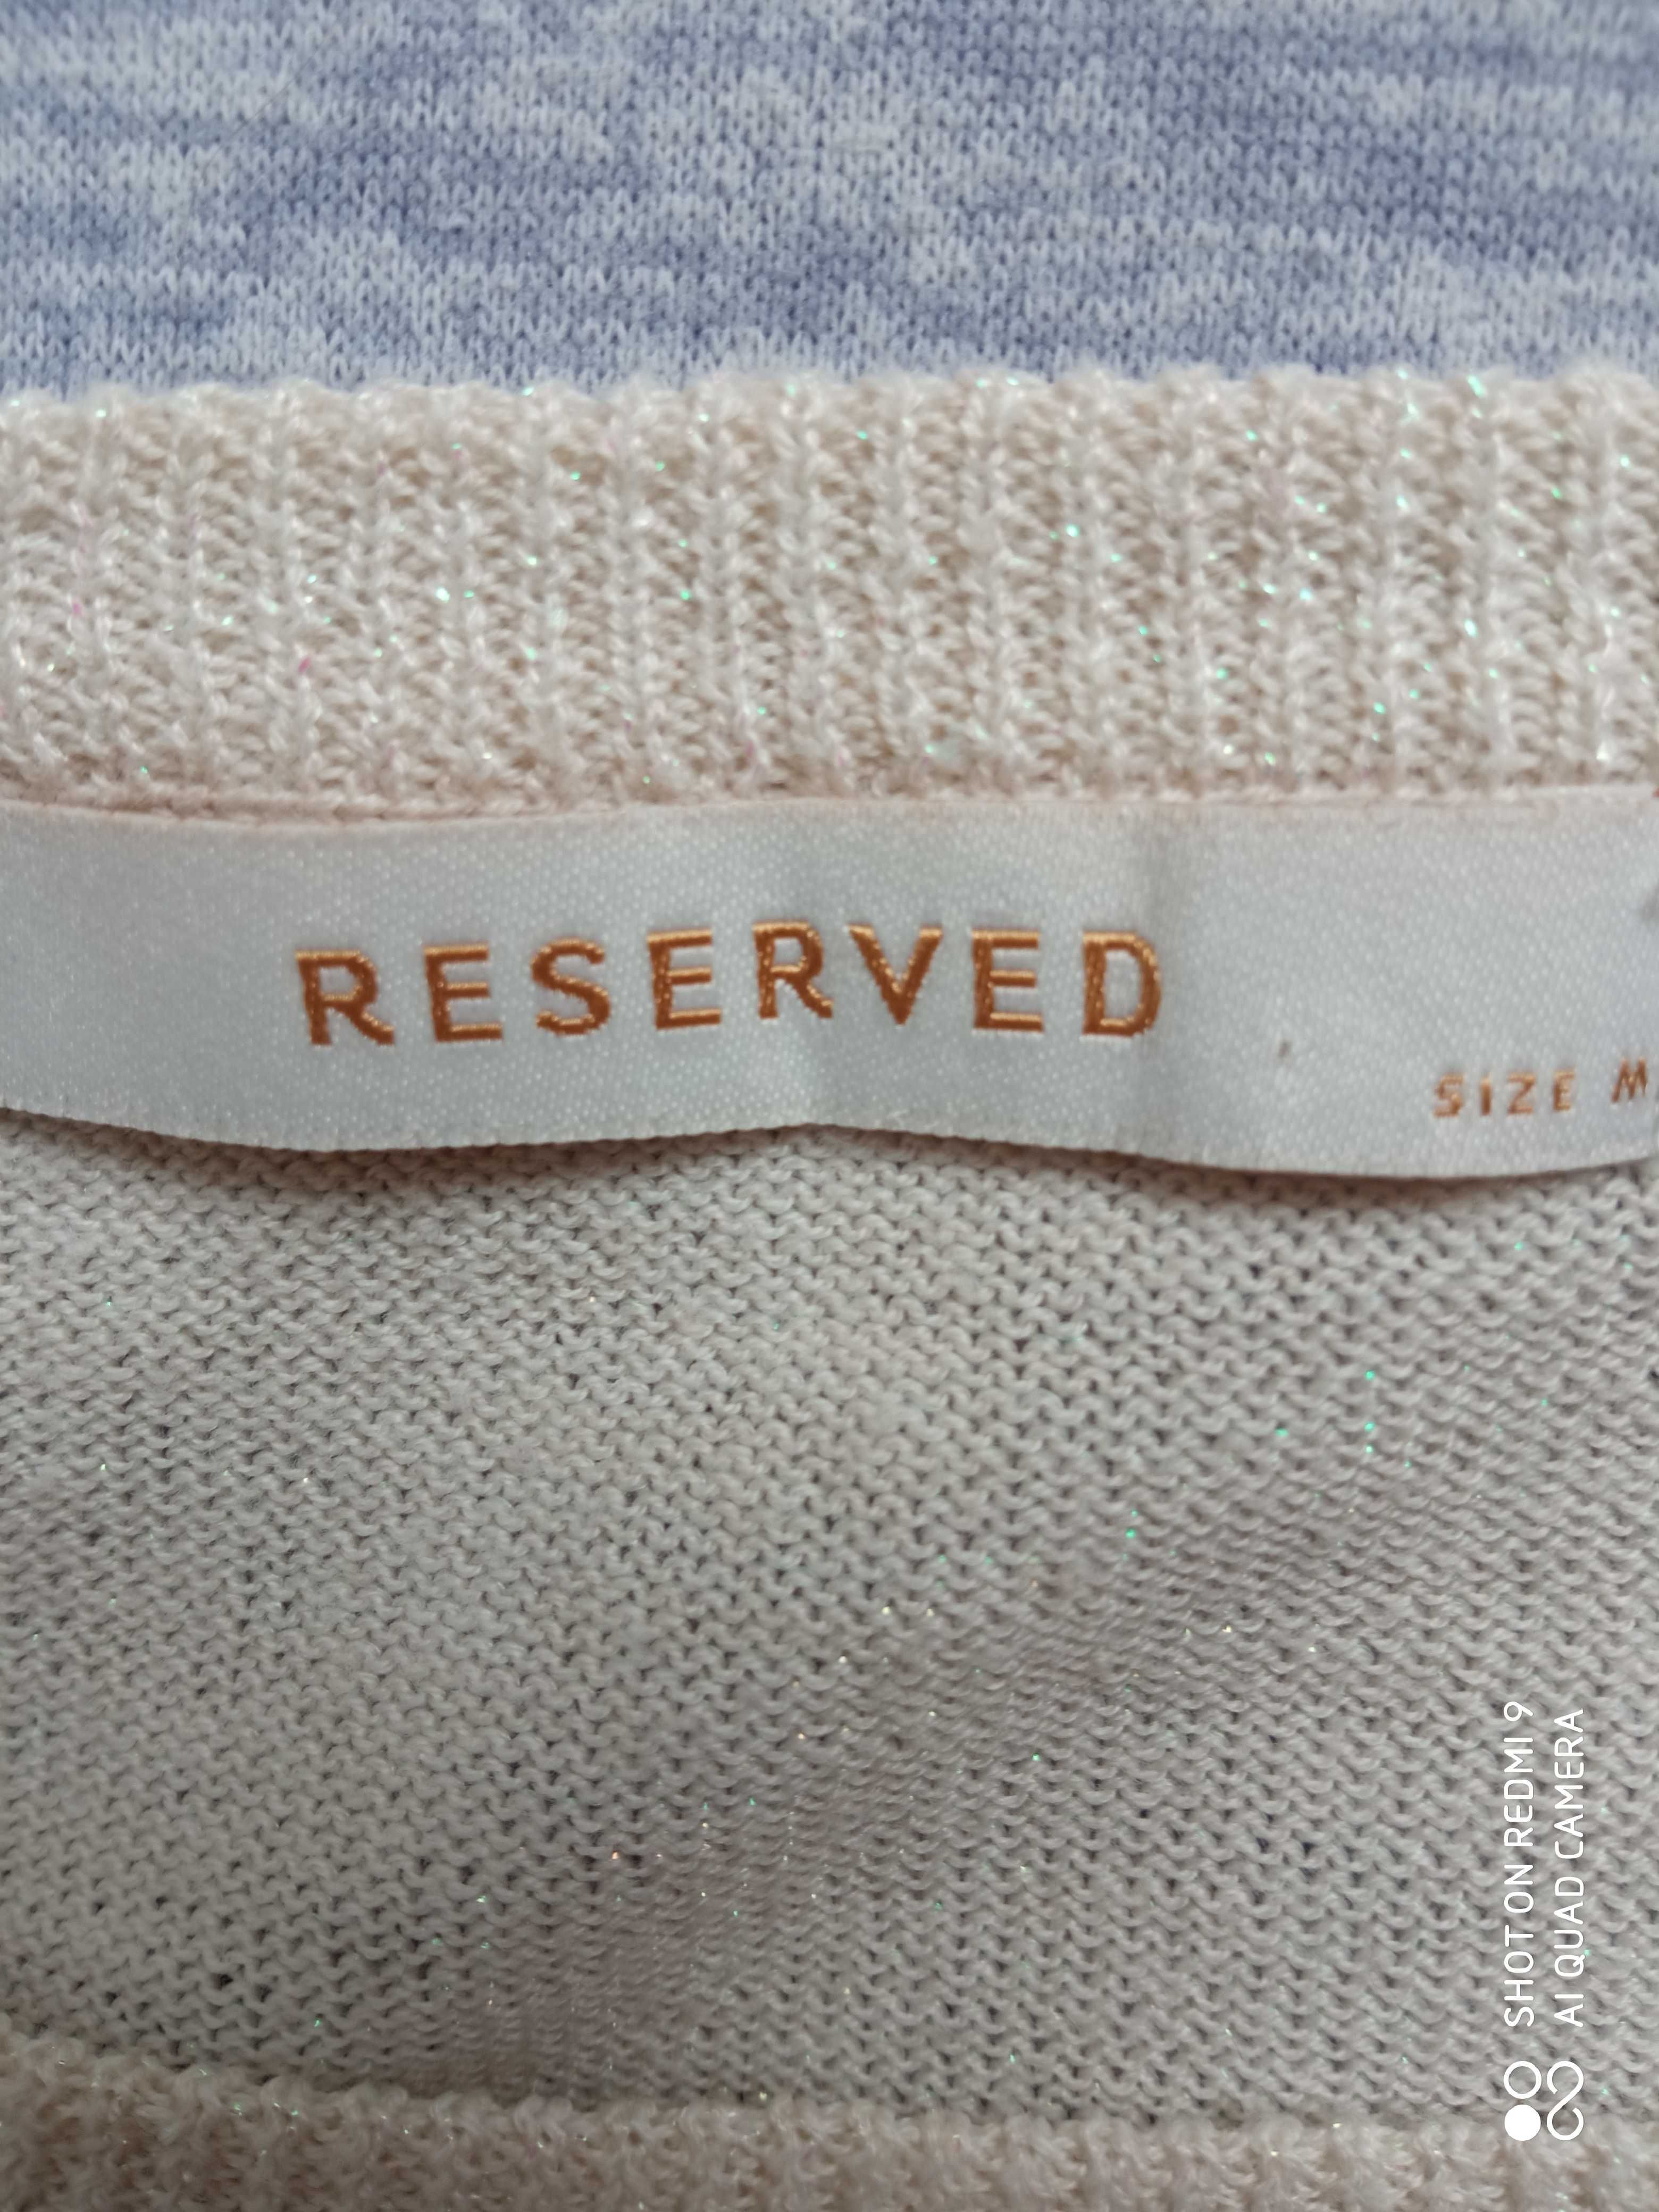 RESERVED
SIZE M
SHOT ON REDMI 9
AI QUAD CAMERA